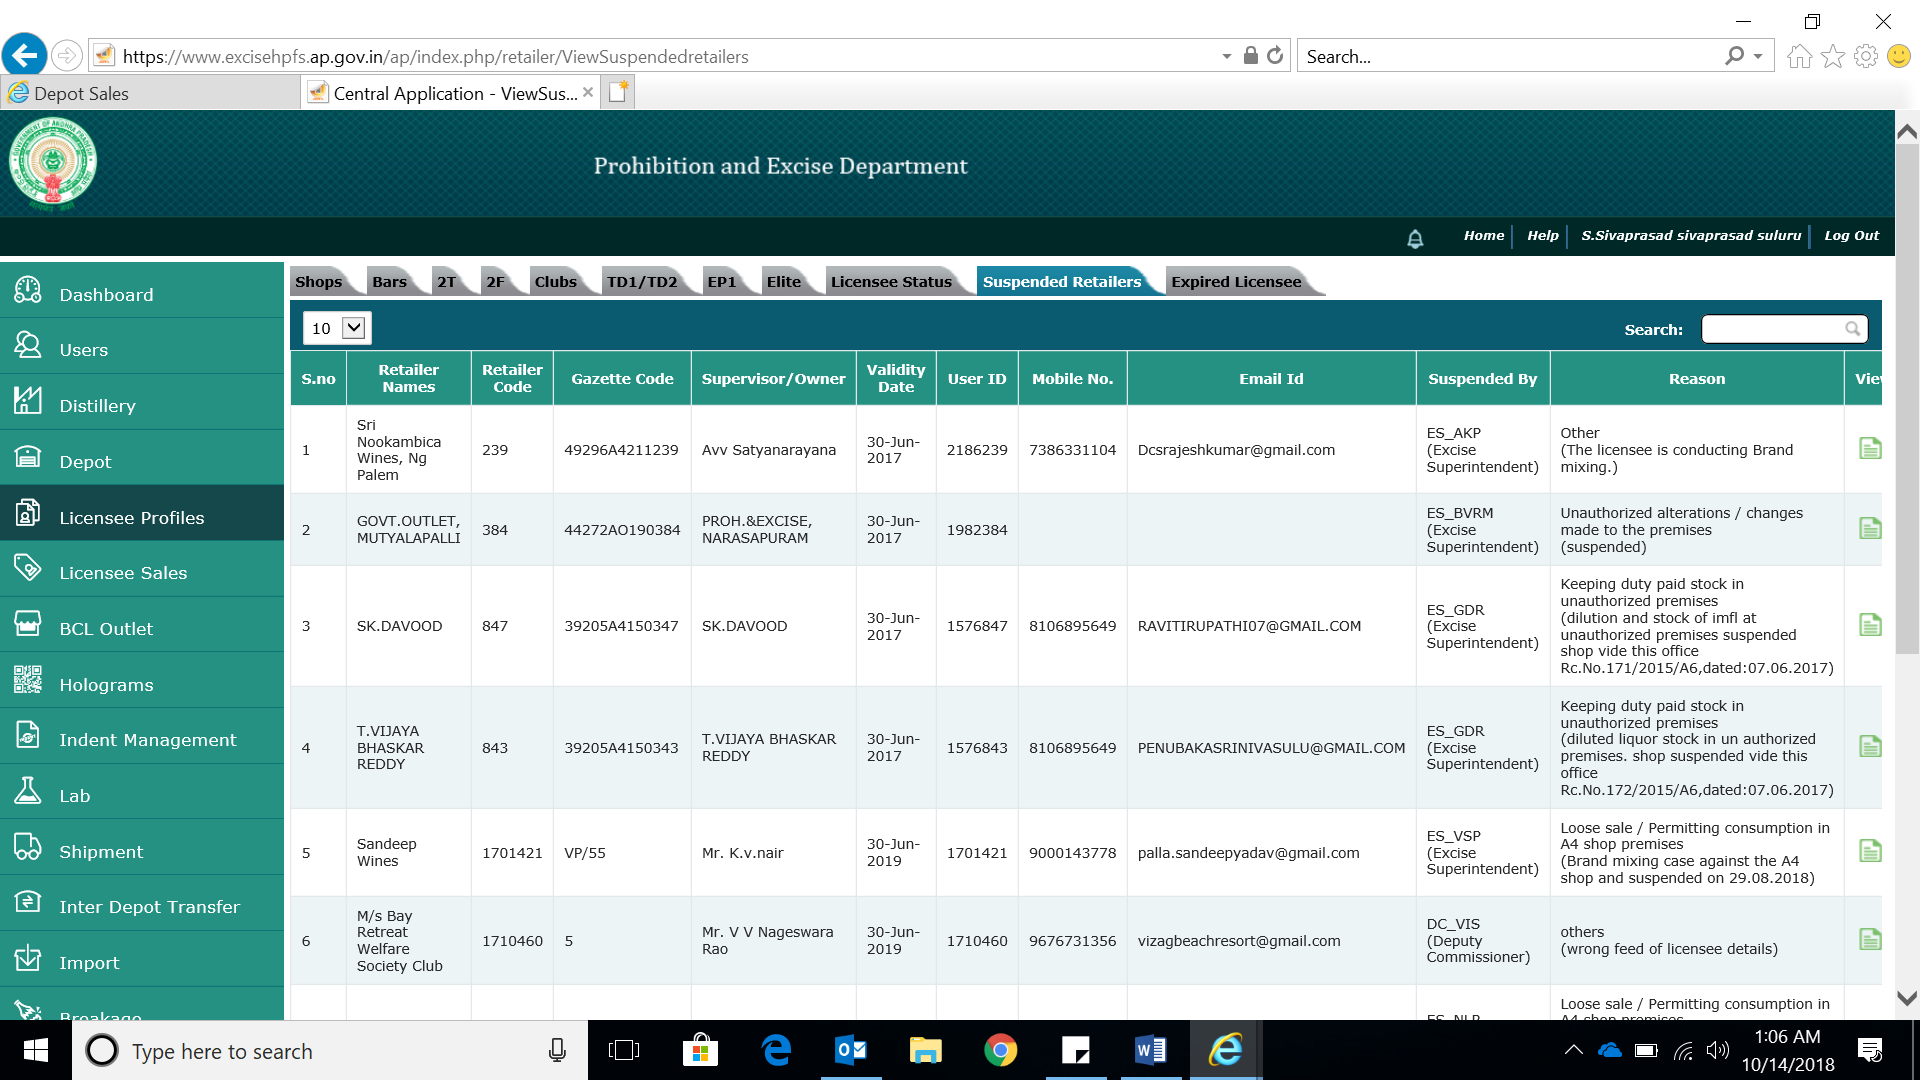 https://www.excisehpfs.ap.gov.in/ap/index.php/retailer/ViewSuspendedretailers
Search...
Depot Sales
Central Application - ViewSus...
Prohibition and Excise Department
Home
Help
S.Sivaprasad sivaprasad suluru
Log Out
Dashboard
Users
Distillery
Depot
Licensee Profiles
Licensee Sales
BCL Outlet
Holograms
Indent Management
Lab
Shipment
Inter Depot Transfer
Import
Breakage
Shops
Bars
2T
2F
Clubs
TD1/TD2
EP1
Elite
Licensee Status
Suspended Retailers
Expired Licensee
10
Search:
S.no
Retailer
Names
Retailer
Code
Gazette Code
Supervisor/Owner
Validity
Date
User ID
Mobile No.
Email Id
Suspended By
Reason
View
1
Sri
Nookambica
Wines, Ng
Palem
239
49296A4211239
Avv Satyanarayana
30-Jun-
2017
2186239
7386331104
Dcsrajeshkumar@gmail.com
ES_AKP
(Excise
Superintendent)
Other
(The licensee is conducting Brand
mixing.)
2
GOVT.OUTLET,
MUTYALAPALLI
384
44272AO190384
PROH.&EXCISE,
NARASAPURAM
30-Jun-
2017
1982384
ES_BVRM
(Excise
Superintendent)
Unauthorized alterations / changes
made to the premises
(suspended)
3
SK.DAVOOD
847
39205A4150347
SK.DAVOOD
30-Jun-
2017
1576847
8106895649
RAVITIRUPATHI07@GMAIL.COM
ES_GDR
(Excise
Superintendent)
Keeping duty paid stock in
unauthorized premises
(dilution and stock of imfl at
unauthorized premises suspended
shop vide this office
Rc.No.171/2015/A6,dated:07.06.2017)
4
T.VIJAYA
BHASKAR
REDDY
843
39205A4150343
T.VIJAYA BHASKAR
REDDY
30-Jun-
2017
1576843
8106895649
PENUBAKASRINIVASULU@GMAIL.COM
ES_GDR
(Excise
Superintendent)
Keeping duty paid stock in
unauthorized premises
(diluted liquor stock in un authorized
premises. shop suspended vide this
office
Rc.No.172/2015/A6,dated:07.06.2017)
5
Sandeep
Wines
1701421
VP/55
Mr. K.v.nair
30-Jun-
2019
1701421
9000143778
palla.sandeepyadav@gmail.com
ES_VSP
(Excise
Superintendent)
Loose sale / Permitting consumption in
A4 shop premises
(Brand mixing case against the A4
shop and suspended on 29.08.2018)
6
M/s Bay
Retreat
Welfare
Society Club
1710460
5
Mr. V V Nageswara
Rao
30-Jun-
2019
1710460
9676731356
vizagbeachresort@gmail.com
DC_VIS
(Deputy
Commissioner)
others
(wrong feed of licensee details)
ES_NLR
Loose sale / Permitting consumption in
A4 shop premises
Type here to search
1:06 AM
10/14/2018